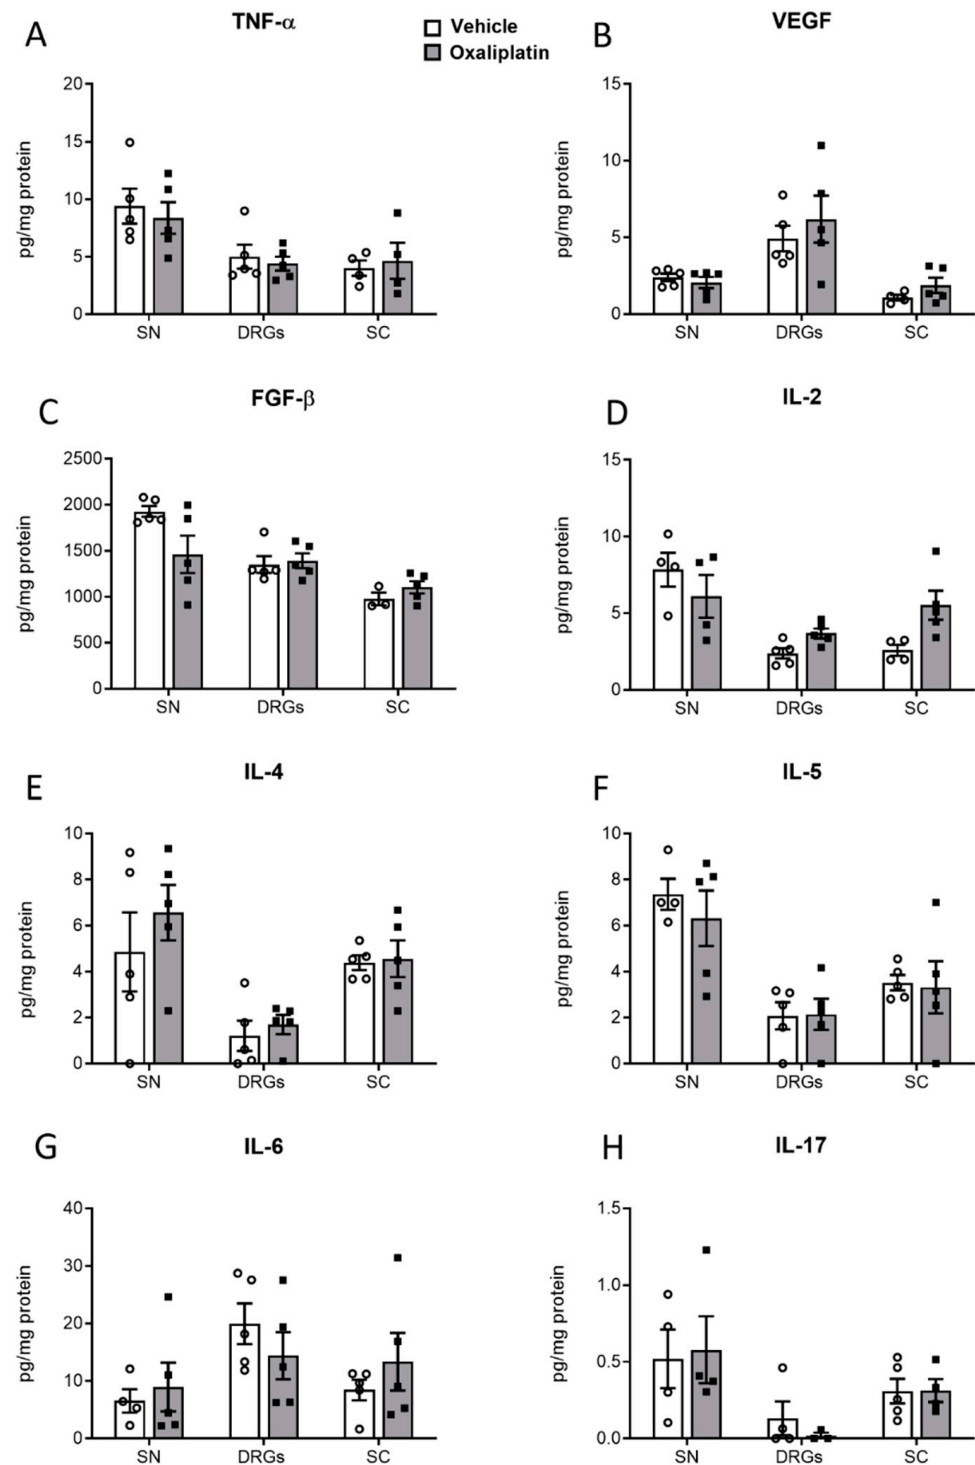 A
TNF-α
Vehicle
Oxaliplatin
B
VEGF
pg/mg protein
20
15
10
5
0
SN
DRGs
SC
pg/mg protein
15
10
5
0
SN
DRGs
SC
C
FGF-β
D
IL-2
pg/mg protein
2500
2000
1500
1000
500
0
SN
DRGs
SC
pg/mg protein
15
10
5
0
SN
DRGs
SC
E
IL-4
F
IL-5
pg/mg protein
10
8
6
4
2
0
SN
DRGs
SC
pg/mg protein
10
8
6
4
2
0
SN
DRGs
SC
G
IL-6
H
IL-17
pg/mg protein
40
30
20
10
0
SN
DRGs
SC
pg/mg protein
1.5
1.0
0.5
0.0
SN
DRGs
SC